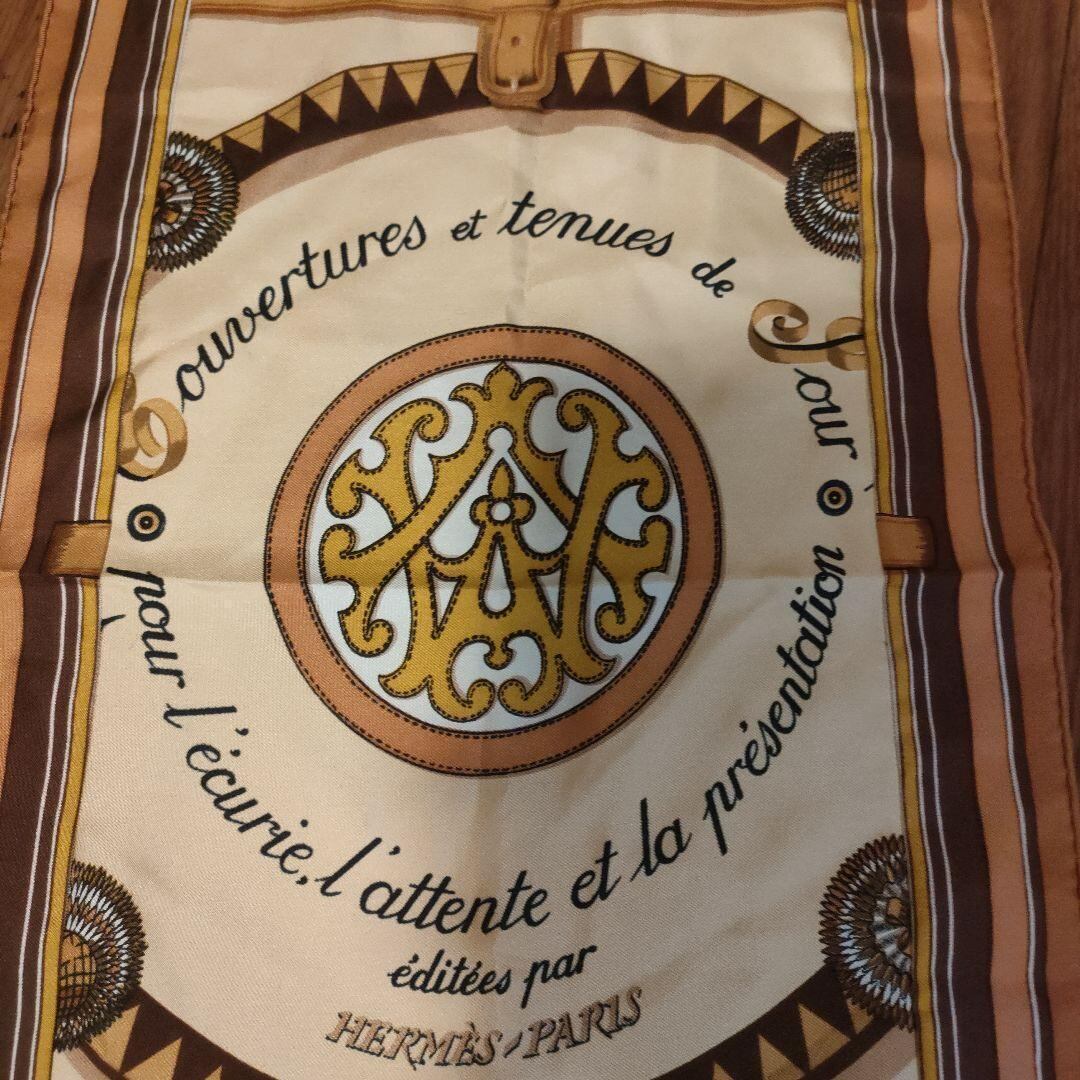 Couvertures et tenues de Jour
pour l'écurie, l'attente et la présentation
éditées par
HERMÈS-PARIS